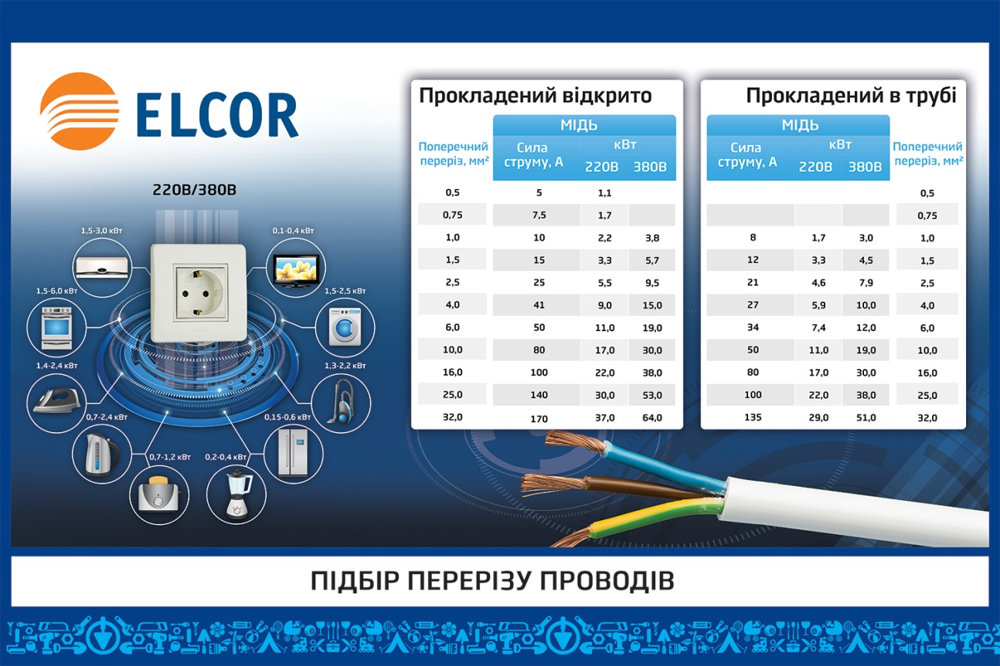 ELCOR
220В/380В
1,5-3,0 кВт
0,1-0,4 кВт
1,5-6,0 кВт
1,5-2,5 кВт
1,4-2,4 кВт
1,3-2,2 кВт
0,7-2,4 кВт
0,15-0,6 кВт
0,7-1,2 кВт
0,2-0,4 кВт
Прокладений відкрито
МІДЬ
Поперечний переріз, мм² Сила струму, А кВт
220В 380В
0,5 5 1,1
0,75 7,5 1,7
1,0 10 2,2 3,8
1,5 15 3,3 5,7
2,5 25 5,5 9,5
4,0 41 9,0 15,0
6,0 50 11,0 19,0
10,0 80 17,0 30,0
16,0 100 22,0 38,0
25,0 140 30,0 53,0
32,0 170 37,0 64,0
Прокладений в трубі
МІДЬ
Сила струму, А кВт Поперечний переріз, мм²
220В 380В
0,5
0,75
8 1,7 3,0 1,0
12 3,3 4,5 1,5
21 4,6 7,9 2,5
27 5,9 10,0 4,0
34 7,4 12,0 6,0
50 11,0 19,0 10,0
80 17,0 30,0 16,0
100 22,0 38,0 25,0
135 29,0 51,0 32,0
ПІДБІР ПЕРЕРІЗУ ПРОВОДІВ